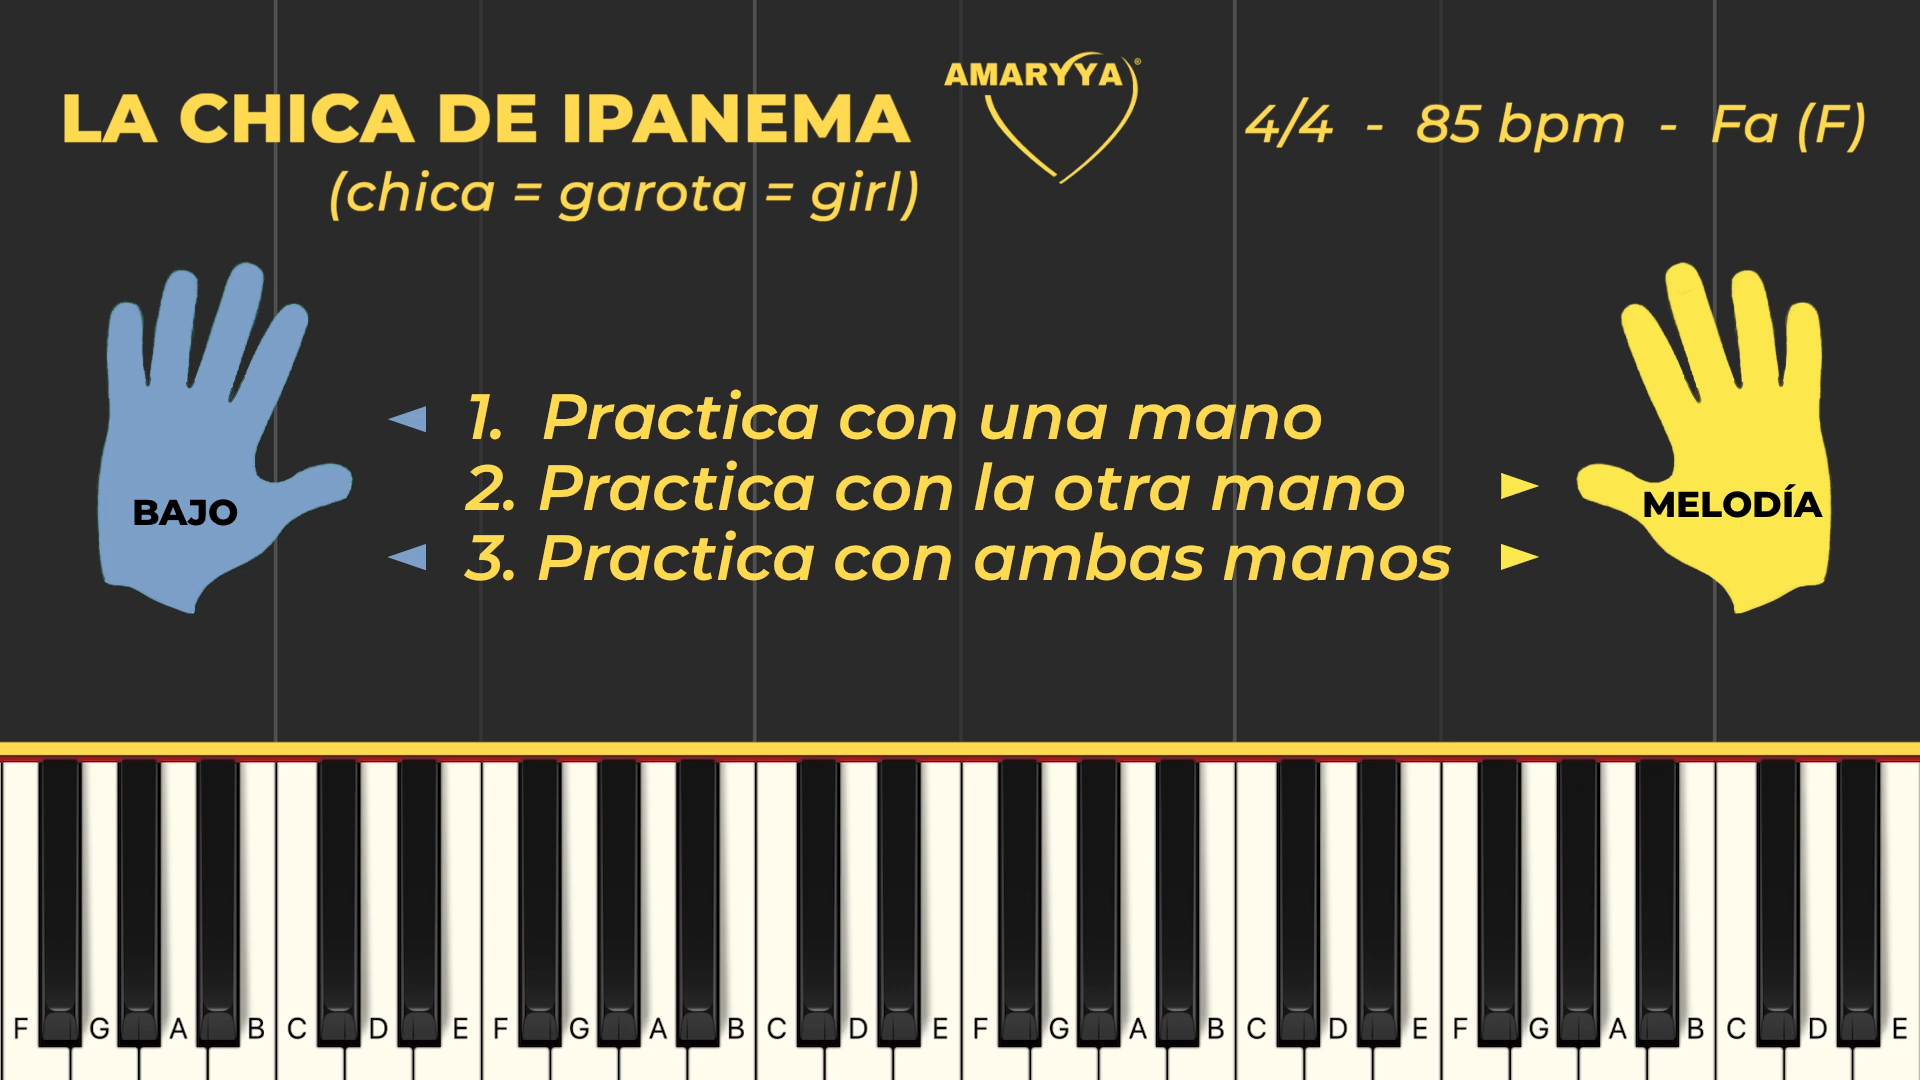 LA CHICA DE IPANEMA
(chica = garota = girl)
AMARYYA®
4/4 - 85 bpm - Fa (F)
BAJO
1. Practica con una mano
2. Practica con la otra mano
3. Practica con ambas manos
MELODÍA
F G A B C D E F G A B C D E F G A B C D E F G A B C D E